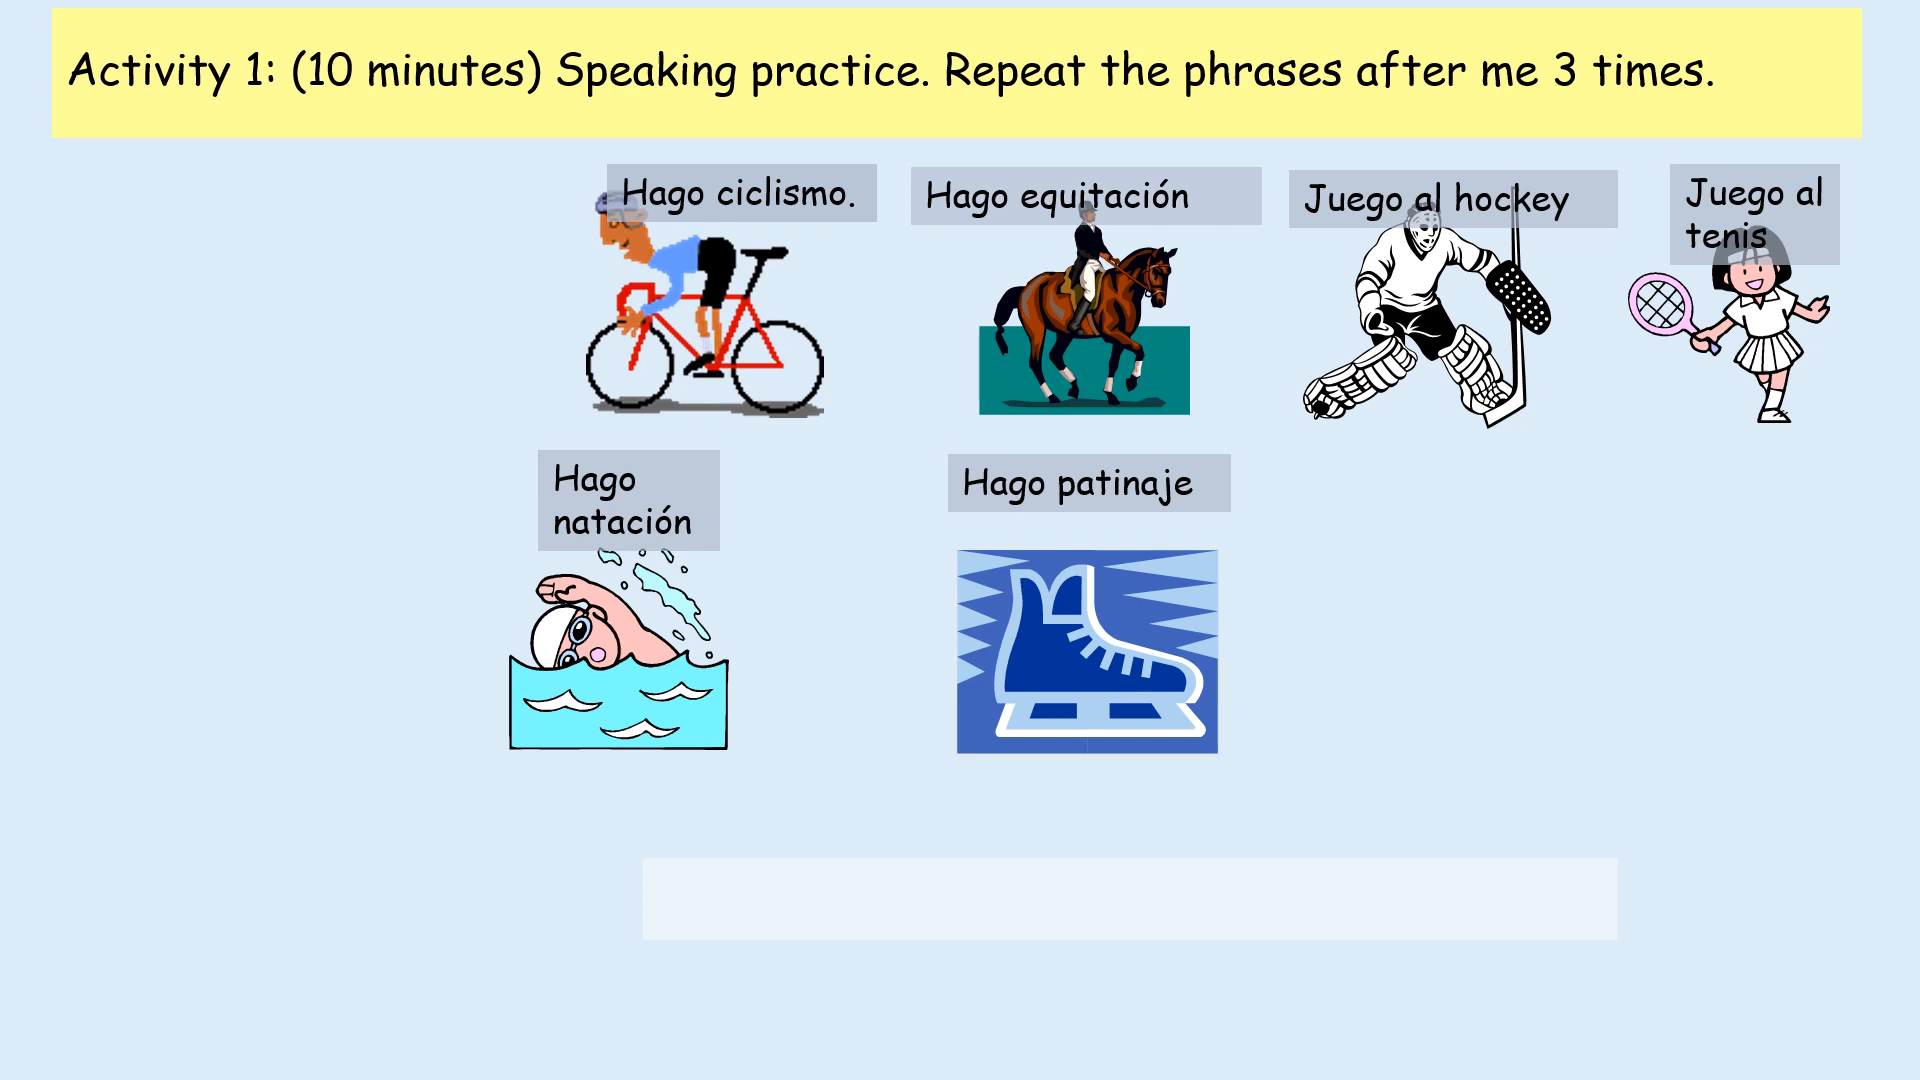 Activity 1: (10 minutes) Speaking practice. Repeat the phrases after me 3 times.
Hago ciclismo.
Hago equitación
Juego al hockey
Juego al
tenis
Hago
natación
Hago patinaje